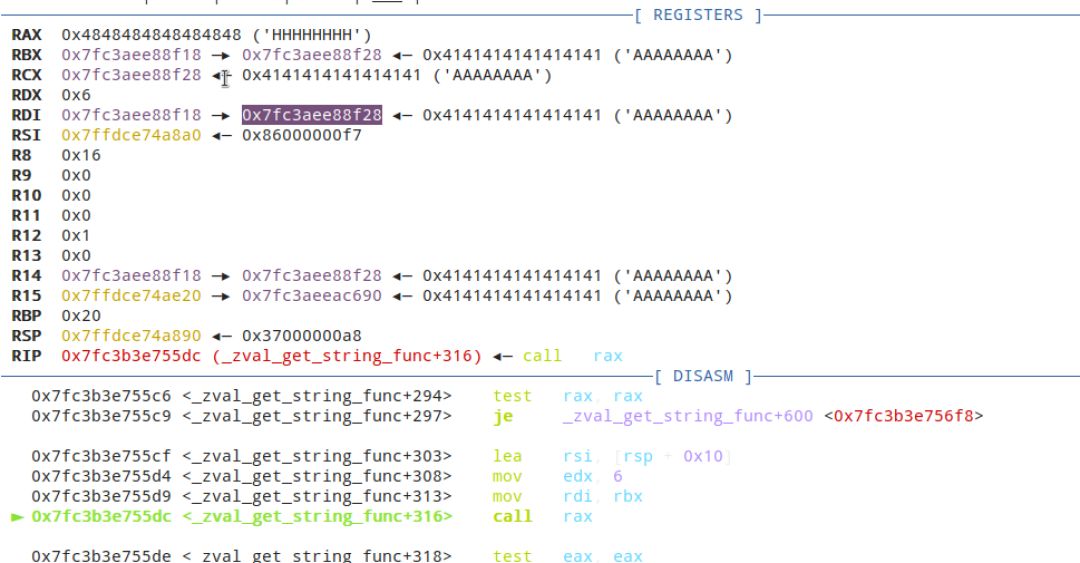 [ REGISTERS ]
RAX 0x4848484848484848 ('HHHHHHHH')
RBX 0x7fc3aee88f18 —▸ 0x7fc3aee88f28 ◂— 0x4141414141414141 ('AAAAAAAA')
RCX 0x7fc3aee88f28 ◂— 0x4141414141414141 ('AAAAAAAA')
RDX 0x6
RDI 0x7fc3aee88f18 —▸ 0x7fc3aee88f28 ◂— 0x4141414141414141 ('AAAAAAAA')
RSI 0x7ffdce74a8a0 ◂— 0x86000000f7
R8 0x16
R9 0x0
R10 0x0
R11 0x0
R12 0x1
R13 0x0
R14 0x7fc3aee88f18 —▸ 0x7fc3aee88f28 ◂— 0x4141414141414141 ('AAAAAAAA')
R15 0x7ffdce74ae20 —▸ 0x7fc3aeeac690 ◂— 0x4141414141414141 ('AAAAAAAA')
RBP 0x20
RSP 0x7ffdce74a890 ◂— 0x37000000a8
RIP 0x7fc3b3e755dc (_zval_get_string_func+316) ◂— call rax
[ DISASM ]
0x7fc3b3e755c6 <_zval_get_string_func+294> test rax, rax
0x7fc3b3e755c9 <_zval_get_string_func+297> je _zval_get_string_func+600 <0x7fc3b3e756f8>
0x7fc3b3e755cf <_zval_get_string_func+303> lea rsi, [rsp + 0x10]
0x7fc3b3e755d4 <_zval_get_string_func+308> mov edx, 6
0x7fc3b3e755d9 <_zval_get_string_func+313> mov rdi, rbx
► 0x7fc3b3e755dc <_zval_get_string_func+316> call rax
0x7fc3b3e755de <_zval_get_string_func+318> test eax, eax